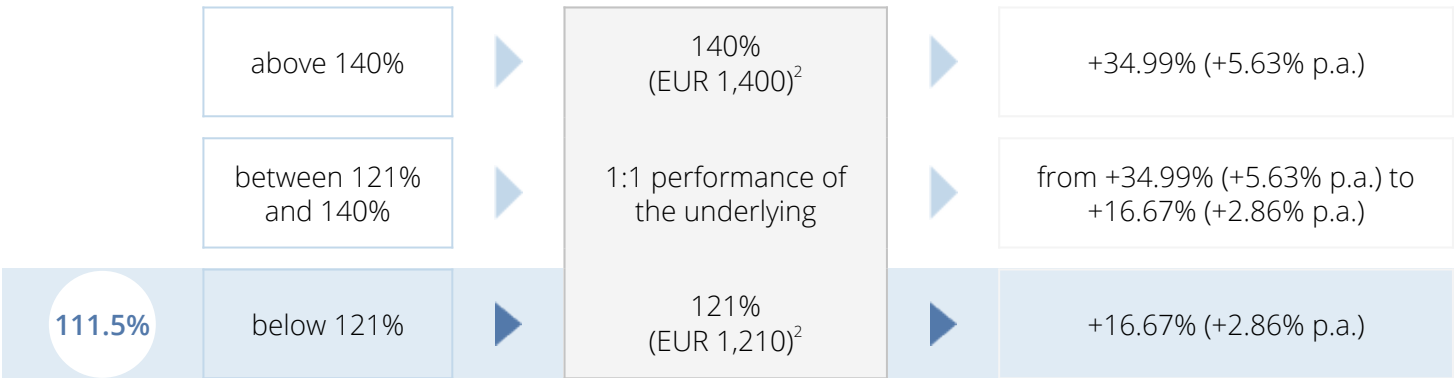 above 140%
140%
(EUR 1,400)²
+34.99% (+5.63% p.a.)
between 121%
and 140%
1:1 performance of
the underlying
from +34.99% (+5.63% p.a.) to
+16.67% (+2.86% p.a.)
111.5%
below 121%
121%
(EUR 1,210)²
+16.67% (+2.86% p.a.)